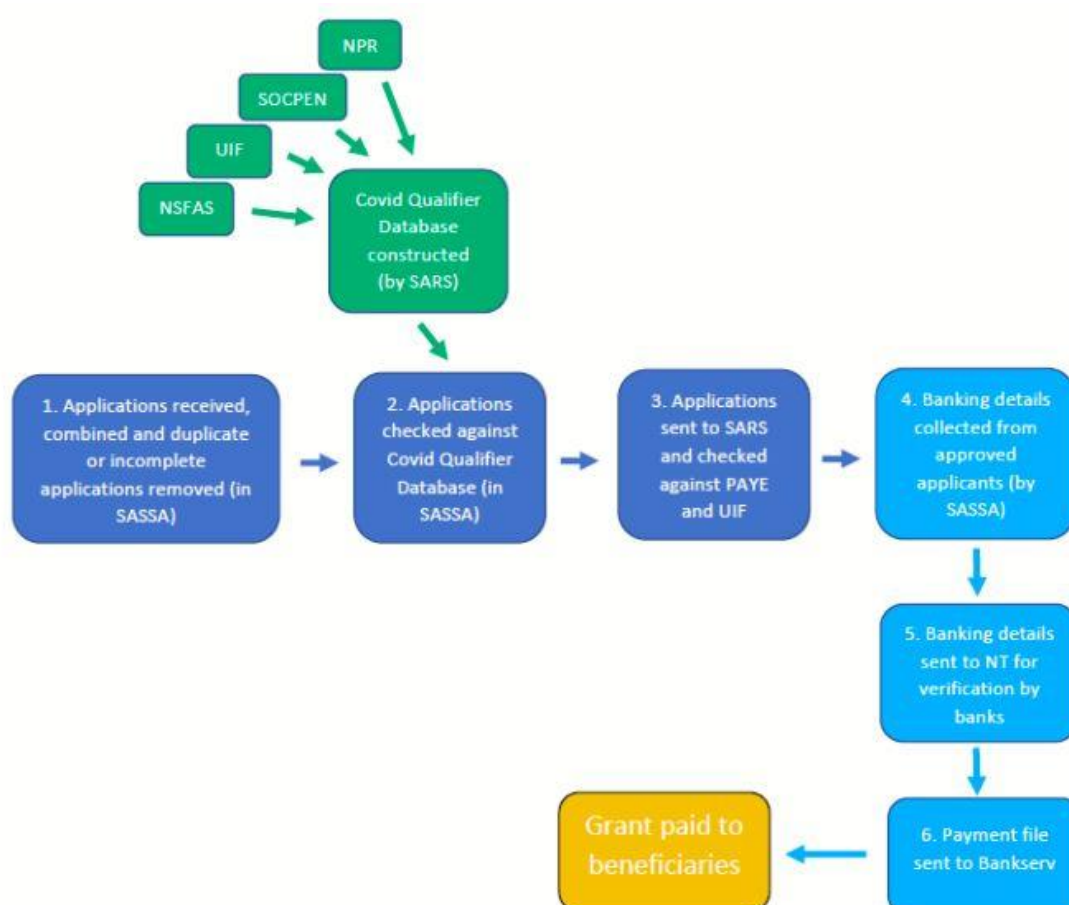 NPR
SOCPEN
UIF
NSFAS
Covid Qualifier
Database
constructed
(by SARS)
1. Applications received,
combined and duplicate
or incomplete
applications removed (in
SASSA)
2. Applications
checked against
Covid Qualifier
Database (in
SASSA)
3. Applications
sent to SARS
and checked
against PAYE
and UIF
4. Banking details
collected from
approved
applicants (by
SASSA)
5. Banking details
sent to NT for
verification by
banks
6. Payment file
sent to Bankserv
Grant paid to
beneficiaries